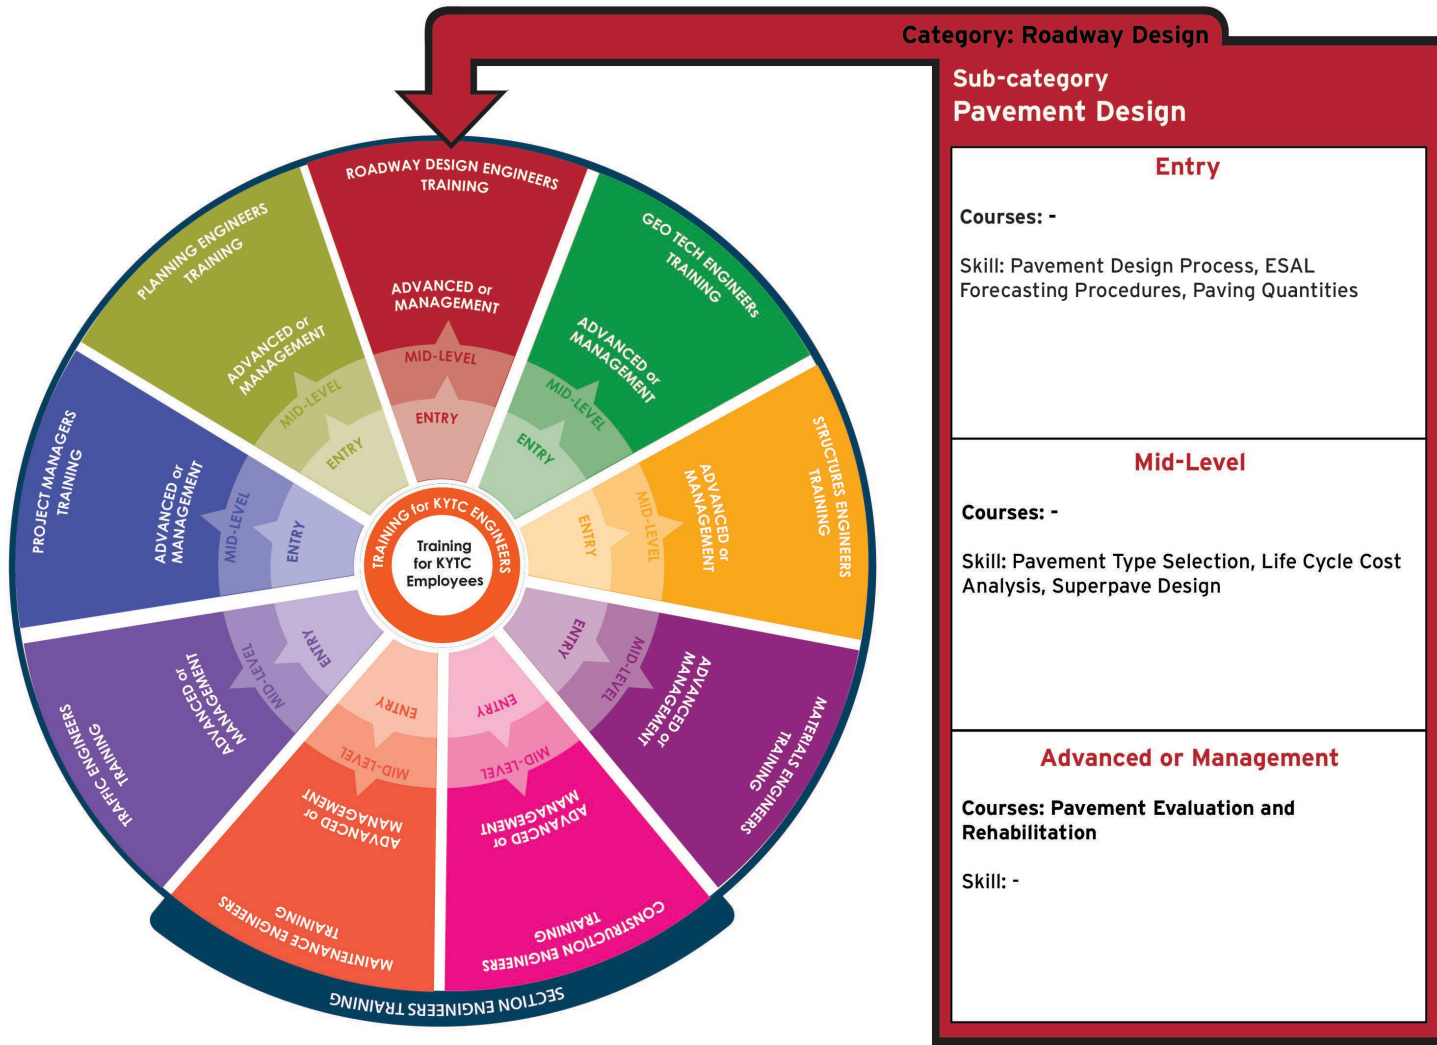 Category: Roadway Design
Sub-category
Pavement Design
Entry
Courses: -
Skill: Pavement Design Process, ESAL
Forecasting Procedures, Paving Quantities
Mid-Level
Courses: -
Skill: Pavement Type Selection, Life Cycle Cost
Analysis, Superpave Design
Advanced or Management
Courses: Pavement Evaluation and
Rehabilitation
Skill: -
ROADWAY DESIGN ENGINEERS
TRAINING
ADVANCED or
MANAGEMENT
MID-LEVEL
ENTRY
GEO TECH ENGINEERs
TRAINING
ADVANCED or
MANAGEMENT
MID-LEVEL
ENTRY
STRUCTURES ENGINEERS
TRAINING
ADVANCED or
MANAGEMENT
MID-LEVEL
ENTRY
MATERIALS ENGINEERS
TRAINING
ADVANCED or
MANAGEMENT
MID-LEVEL
ENTRY
CONSTRUCTION ENGINEERS
TRAINING
ADVANCED or
MANAGEMENT
MID-LEVEL
ENTRY
MAINTENANCE ENGINEERS
TRAINING
ADVANCED or
MANAGEMENT
MID-LEVEL
ENTRY
SECTION ENGINEERS TRAINING
TRAFFIC ENGINEERS
TRAINING
ADVANCED or
MANAGEMENT
MID-LEVEL
ENTRY
PROJECT MANAGERS
TRAINING
ADVANCED or
MANAGEMENT
MID-LEVEL
ENTRY
PLANNING ENGINEERS
TRAINING
ADVANCED or
MANAGEMENT
MID-LEVEL
ENTRY
TRAINING for KYTC ENGINEERS
Training
for KYTC
Employees